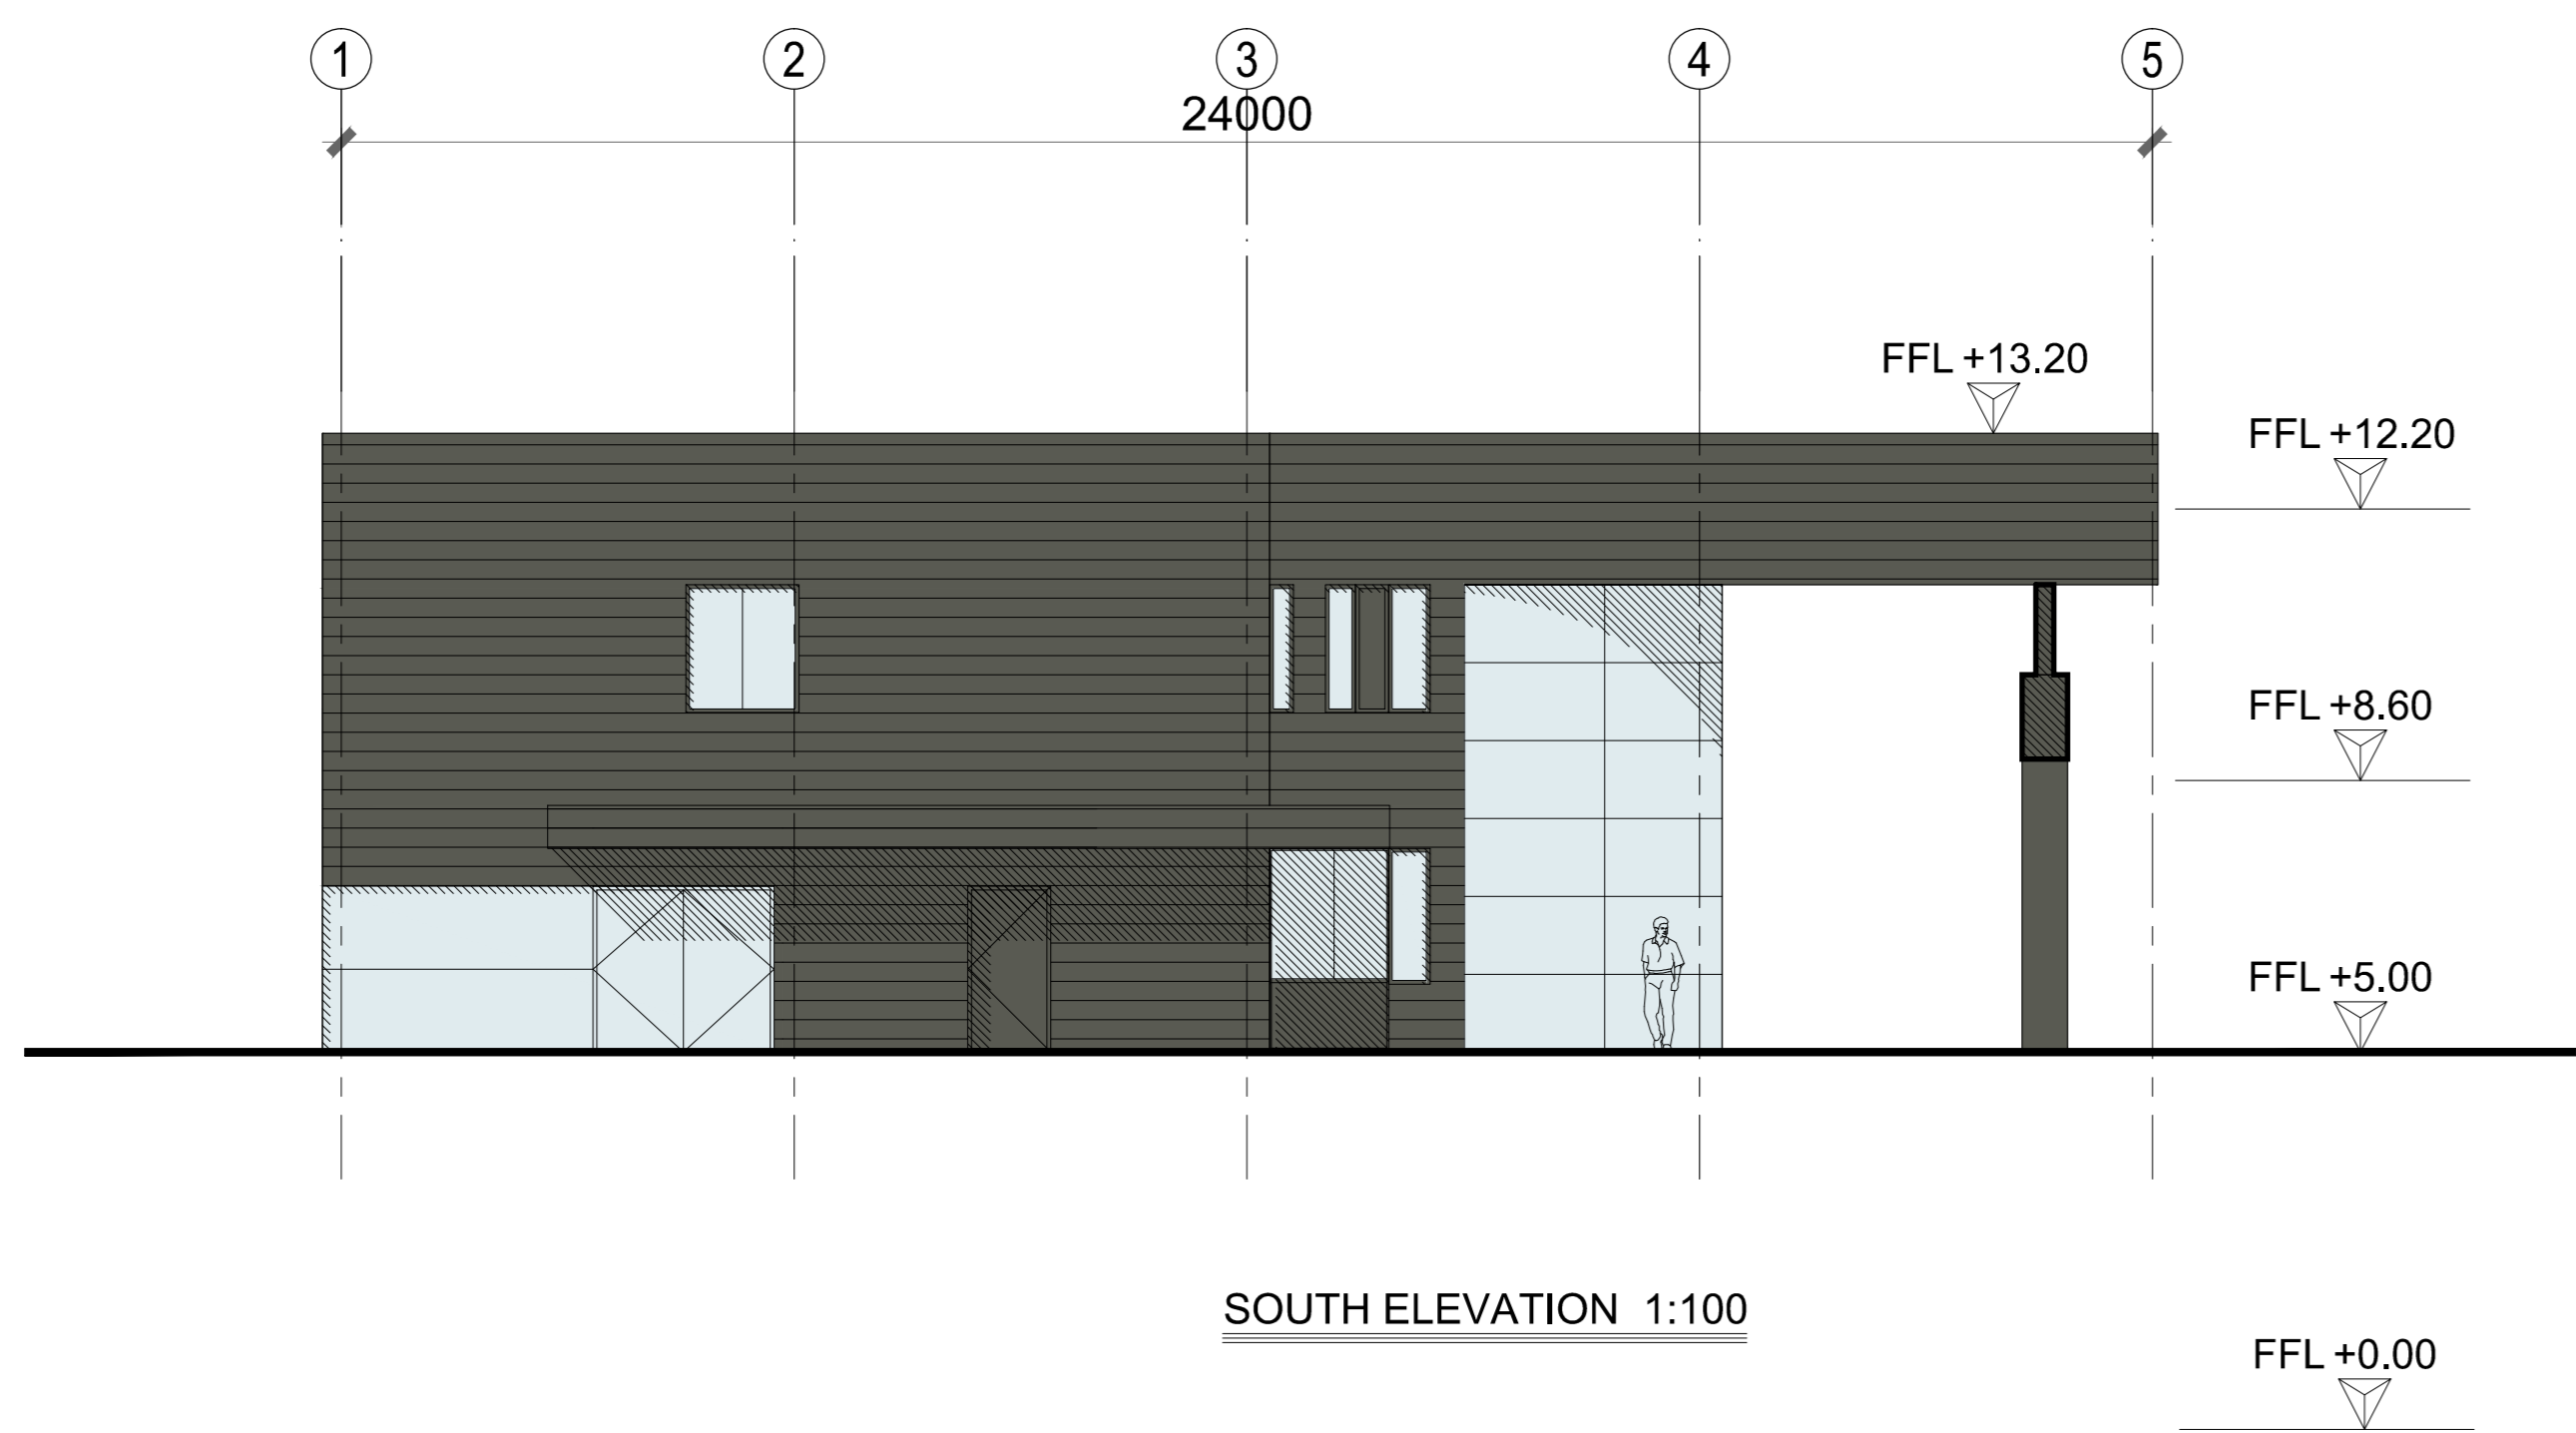 1 2 3 4 5
24000
FFL +13.20
FFL +12.20
FFL +8.60
FFL +5.00
SOUTH ELEVATION 1:100
FFL +0.00